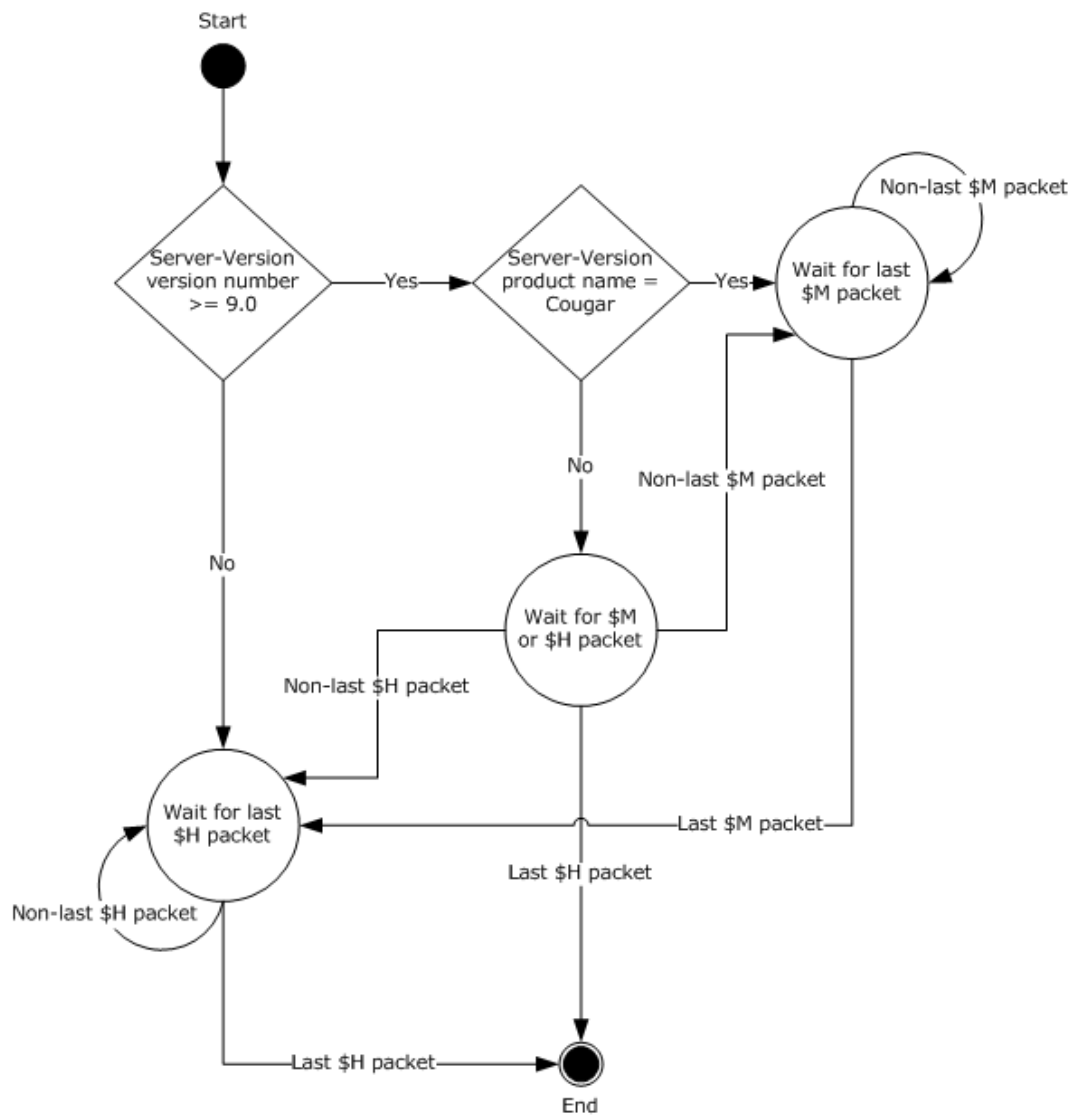 Start
Non-last $M packet
Server-Version
version number
>= 9.0
Yes
Server-Version
product name =
Cougar
Yes
Wait for last
$M packet
No
Non-last $M packet
No
Wait for $M
or $H packet
Non-last $H packet
Wait for last
$H packet
Last $M packet
Last $H packet
Non-last $H packet
Last $H packet
End